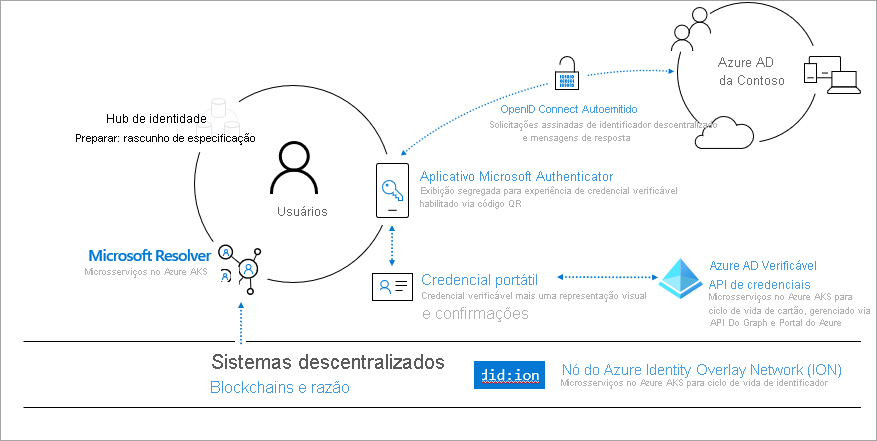 Azure AD
da Contoso
OpenID Connect Autoemitido
Solicitações assinadas de identificador descentralizado
e mensagens de resposta
Hub de identidade
Preparar: rascunho de especificação
Usuários
Aplicativo Microsoft Authenticator
Exibição segregada para experiência de credencial verificável
habilitado via código QR
Microsoft Resolver
Microsserviços no Azure AKS
Credencial portátil
Credencial verificável mais uma representação visual
e confirmações
Azure AD Verificável
API de credenciais
Microsserviços no Azure AKS para
ciclo de vida de cartão, gerenciado via
API Do Graph e Portal do Azure
Sistemas descentralizados
Blockchains e razão
did:ion
Nó do Azure Identity Overlay Network (ION)
Microsserviços no Azure AKS para ciclo de vida de identificador